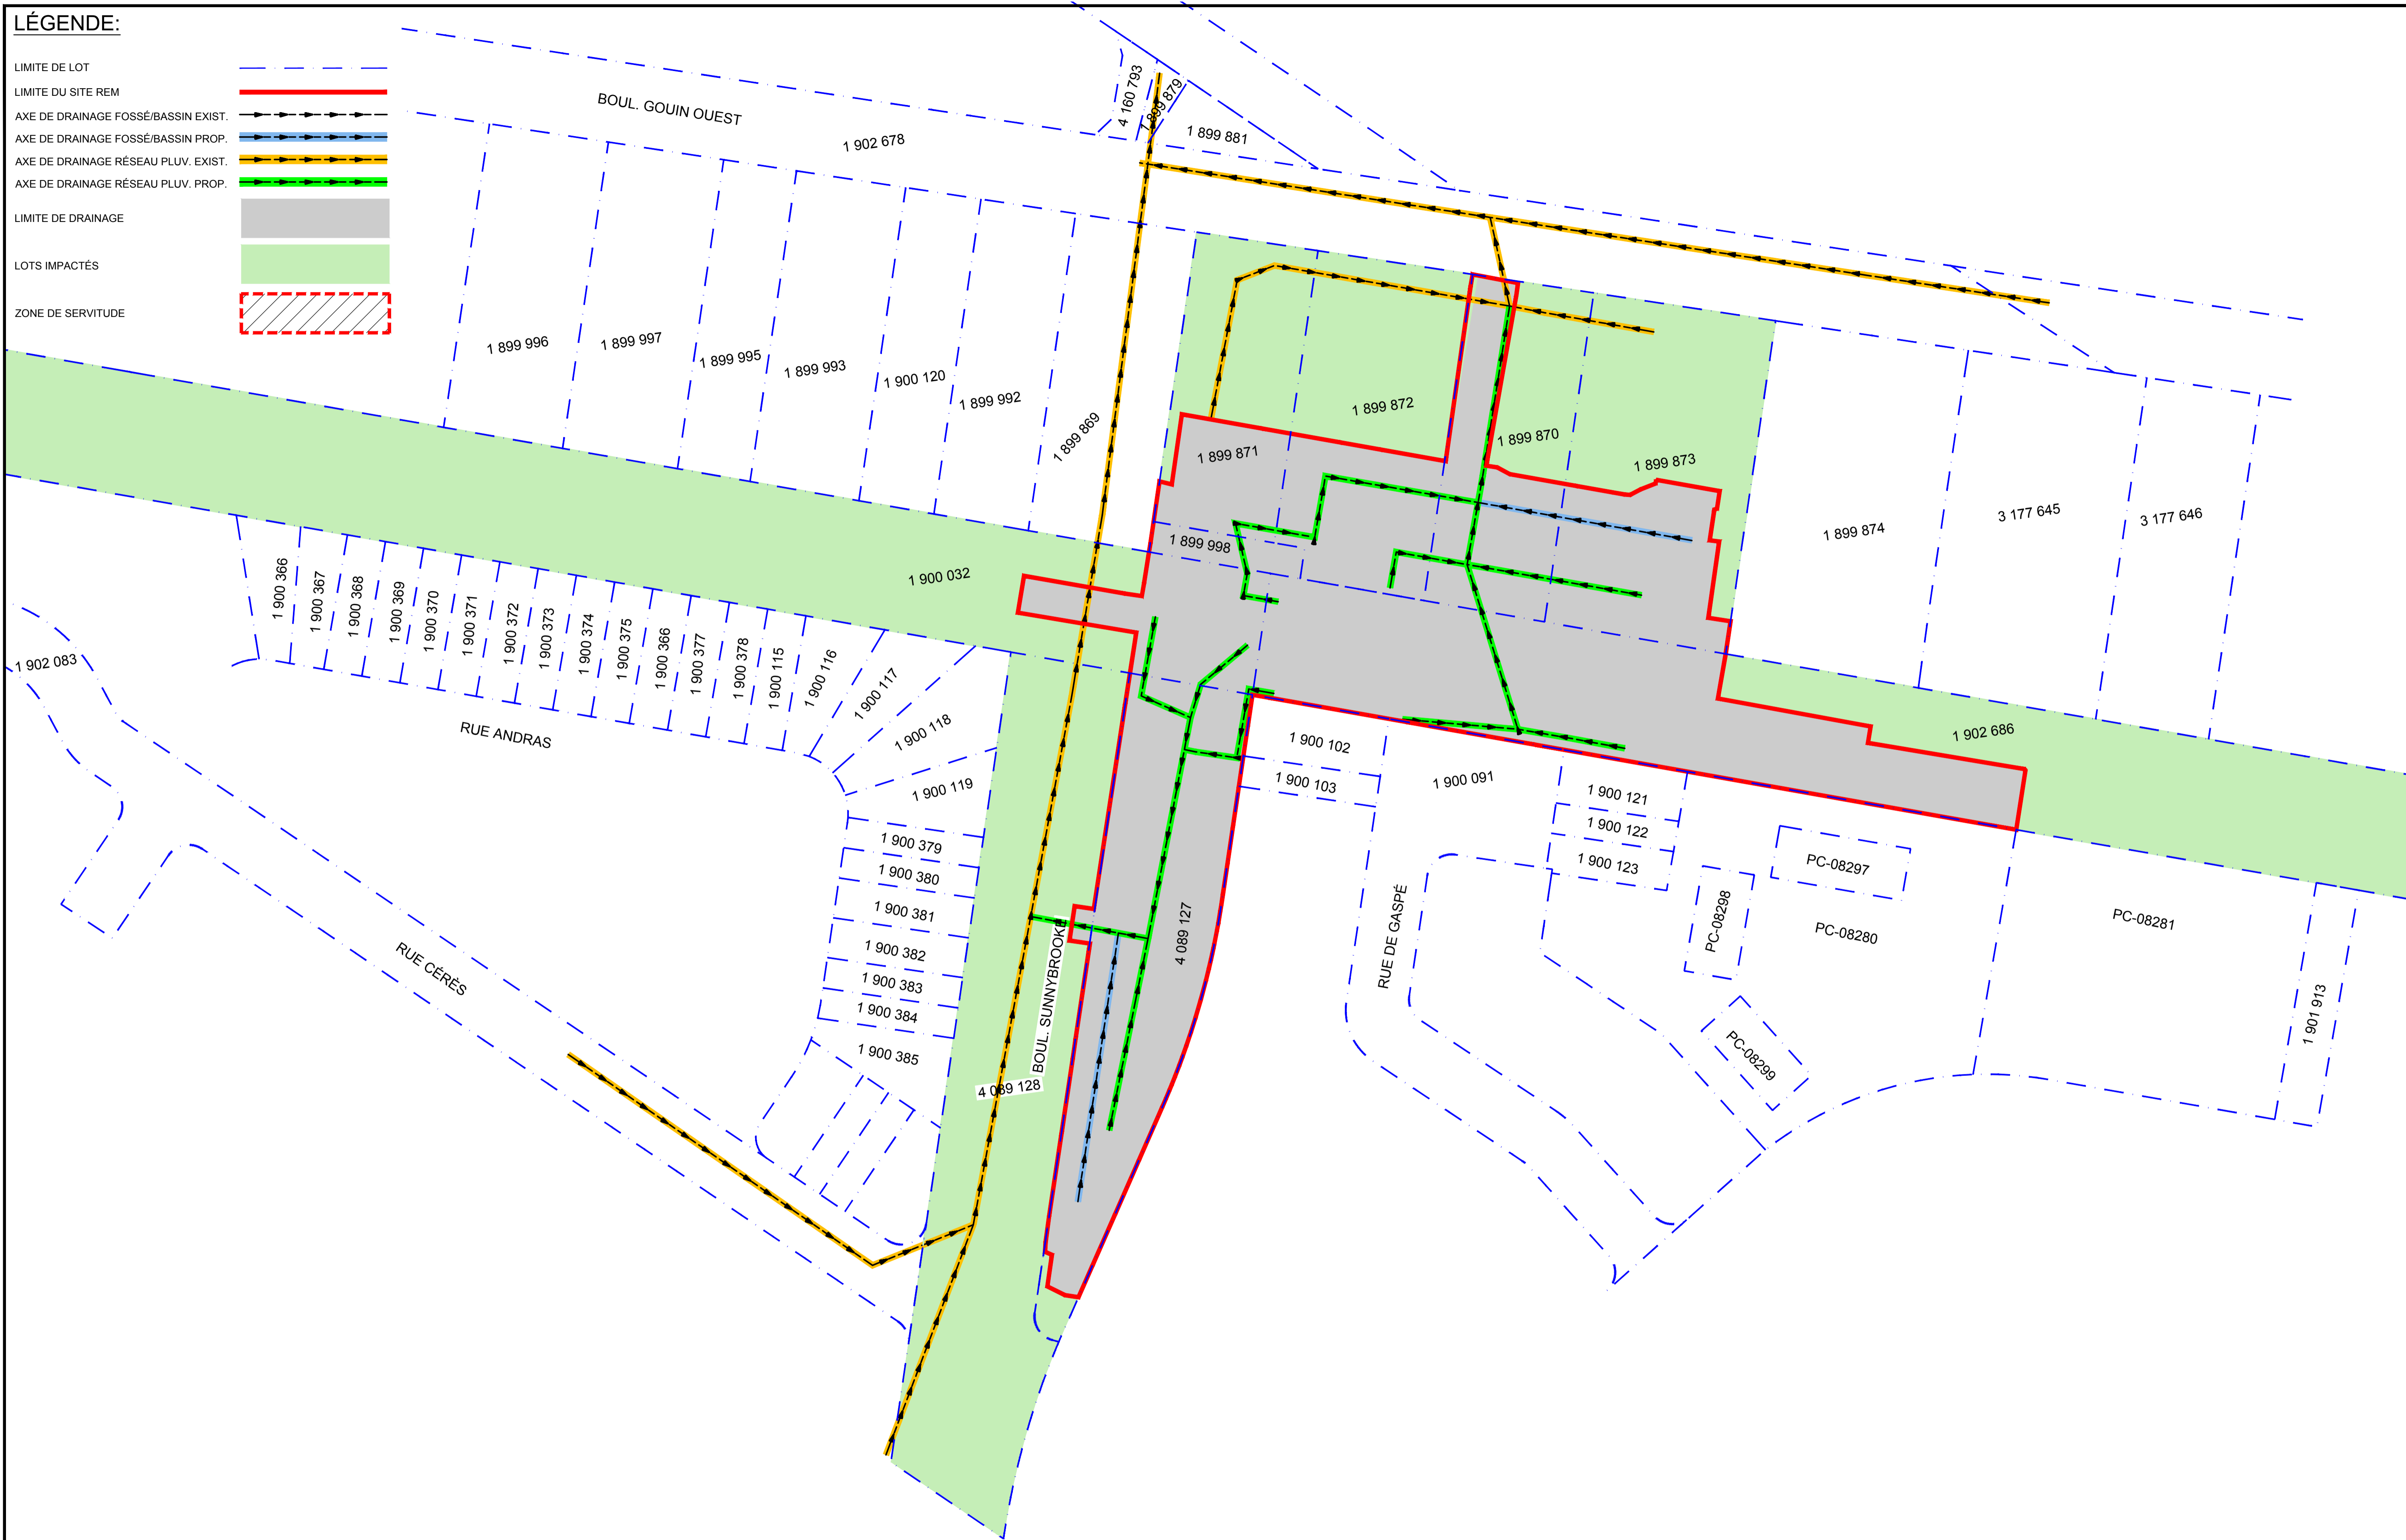 LÉGENDE:
LIMITE DE LOT
LIMITE DU SITE REM
AXE DE DRAINAGE FOSSÉ/BASSIN EXIST.
AXE DE DRAINAGE FOSSÉ/BASSIN PROP.
AXE DE DRAINAGE RÉSEAU PLUV. EXIST.
AXE DE DRAINAGE RÉSEAU PLUV. PROP.
LIMITE DE DRAINAGE
LOTS IMPACTÉS
ZONE DE SERVITUDE
BOUL. GOUIN OUEST
1 902 678
4 160 793
1 899 879
1 899 881
1 899 996
1 899 997
1 899 995
1 899 993
1 900 120
1 899 992
1 899 869
1 899 871
1 899 872
1 899 870
1 899 873
1 899 874
3 177 645
3 177 646
1 899 998
1 900 032
1 900 366
1 900 367
1 900 368
1 900 369
1 900 370
1 900 371
1 900 372
1 900 373
1 900 374
1 900 375
1 900 366
1 900 377
1 900 378
1 900 115
1 900 116
1 900 117
1 900 118
1 900 119
1 902 083
RUE ANDRAS
1 900 379
1 900 380
1 900 381
1 900 382
1 900 383
1 900 384
1 900 385
RUE CÉRÈS
4 089 128
BOUL. SUNNYBROOKE
4 089 127
1 900 102
1 900 103
1 900 091
1 902 686
1 900 121
1 900 122
1 900 123
RUE DE GASPÉ
PC-08297
PC-08298
PC-08280
PC-08281
PC-08299
1 901 913